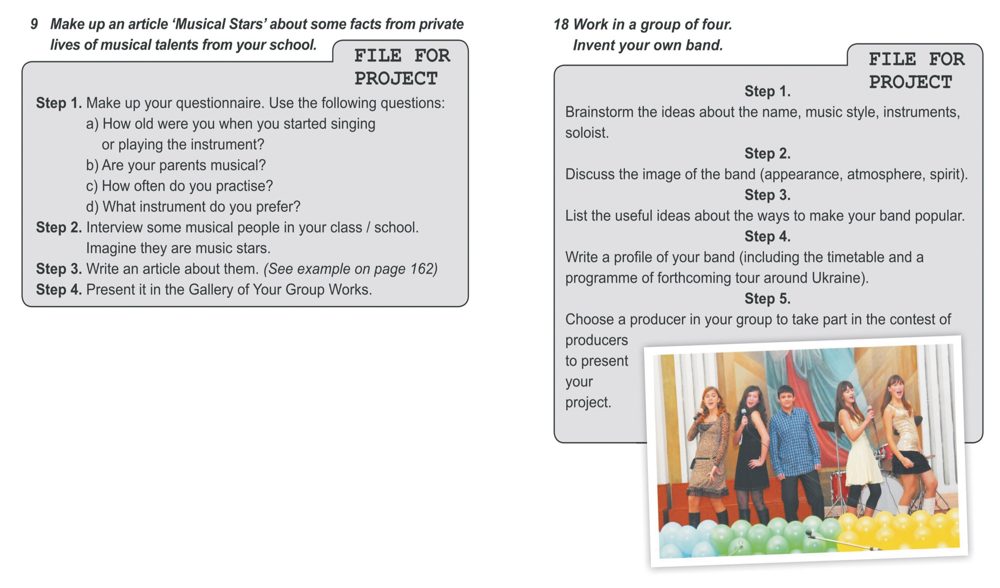 9 Make up an article ‘Musical Stars’ about some facts from private
lives of musical talents from your school.
FILE FOR
PROJECT
Step 1. Make up your questionnaire. Use the following questions:
a) How old were you when you started singing
or playing the instrument?
b) Are your parents musical?
c) How often do you practise?
d) What instrument do you prefer?
Step 2. Interview some musical people in your class / school.
Imagine they are music stars.
Step 3. Write an article about them. (See example on page 162)
Step 4. Present it in the Gallery of Your Group Works.
18 Work in a group of four.
Invent your own band.
FILE FOR
PROJECT
Step 1.
Brainstorm the ideas about the name, music style, instruments,
soloist.
Step 2.
Discuss the image of the band (appearance, atmosphere, spirit).
Step 3.
List the useful ideas about the ways to make your band popular.
Step 4.
Write a profile of your band (including the timetable and a
programme of forthcoming tour around Ukraine).
Step 5.
Choose a producer in your group to take part in the contest of
producers
to present
your
project.